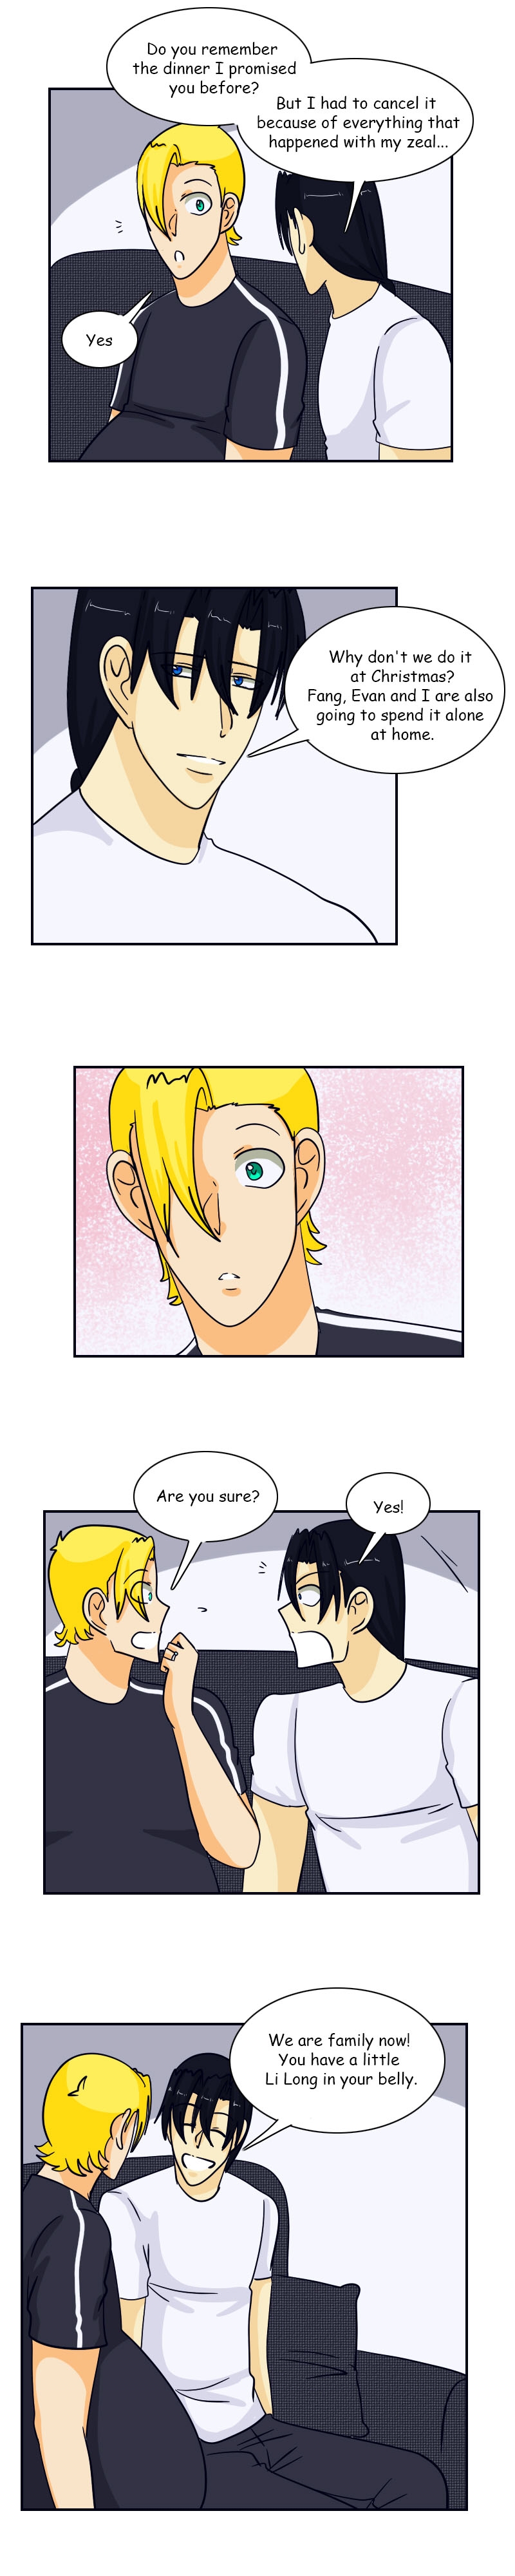 Do you remember
the dinner I promised
you before?
But I had to cancel it
because of everything that
happened with my zeal...
Yes
Why don't we do it
at Christmas?
Fang, Evan and I are also
going to spend it alone
at home.
Are you sure?
Yes!
We are family now!
You have a little
Li Long in your belly.